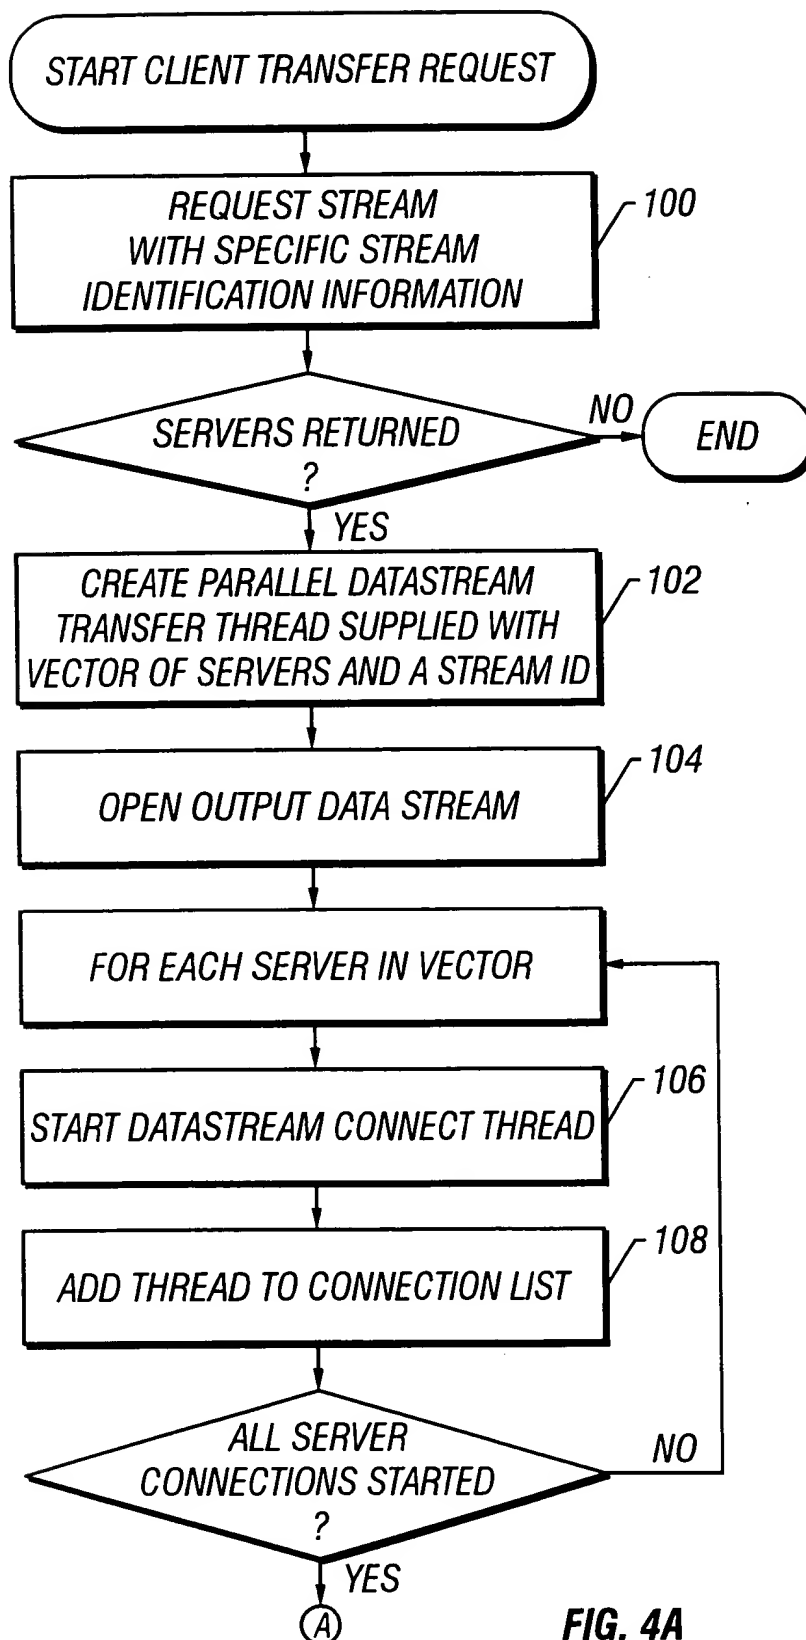 START CLIENT TRANSFER REQUEST
REQUEST STREAM
WITH SPECIFIC STREAM
IDENTIFICATION INFORMATION
100
SERVERS RETURNED
?
NO
END
YES
CREATE PARALLEL DATASTREAM
TRANSFER THREAD SUPPLIED WITH
VECTOR OF SERVERS AND A STREAM ID
102
OPEN OUTPUT DATA STREAM
104
FOR EACH SERVER IN VECTOR
START DATASTREAM CONNECT THREAD
106
ADD THREAD TO CONNECTION LIST
108
ALL SERVER
CONNECTIONS STARTED
?
NO
YES
A
FIG. 4A